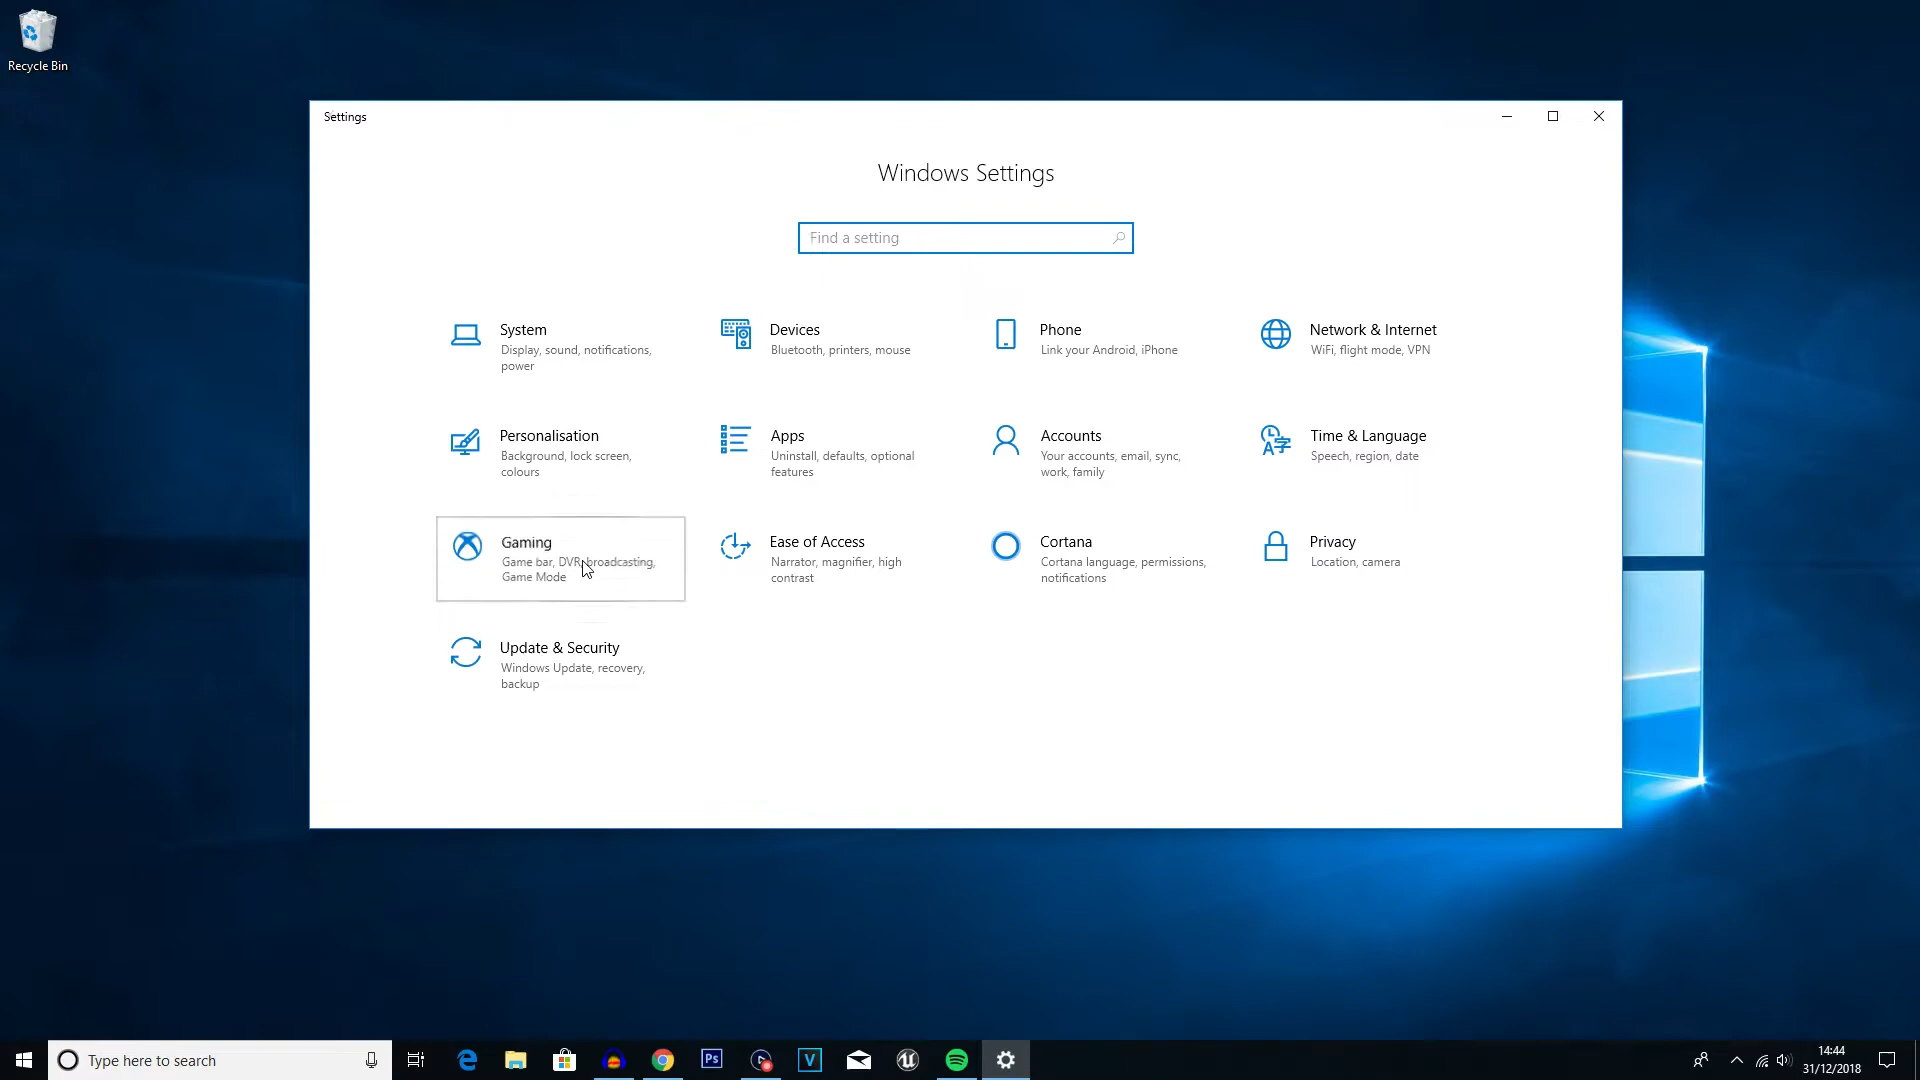 Recycle Bin
Settings
Windows Settings
Find a setting
System
Display, sound, notifications,
power
Devices
Bluetooth, printers, mouse
Phone
Link your Android, iPhone
Network & Internet
WiFi, flight mode, VPN
Personalisation
Background, lock screen,
colours
Apps
Uninstall, defaults, optional
features
Accounts
Your accounts, email, sync,
work, family
Time & Language
Speech, region, date
Gaming
Game bar, DVR, broadcasting,
Game Mode
Ease of Access
Narrator, magnifier, high
contrast
Cortana
Cortana language, permissions,
notifications
Privacy
Location, camera
Update & Security
Windows Update, recovery,
backup
Type here to search
Ps
V
14:44
31/12/2018